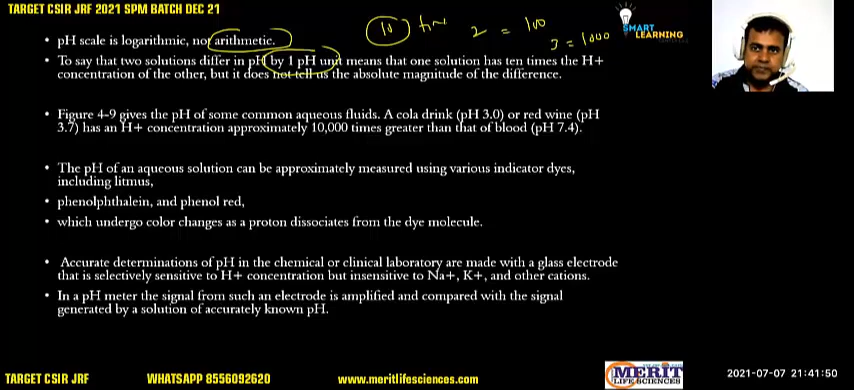 TARGET CSIR JRF 2021 SPM BATCH DEC 21
10 time 2 = 100
3 = 1000
SMART
LEARNING
• pH scale is logarithmic, not arithmetic.
• To say that two solutions differ in pH by 1 pH unit means that one solution has ten times the H+
concentration of the other, but it does not tell us the absolute magnitude of the difference.
• Figure 4-9 gives the pH of some common aqueous fluids. A cola drink (pH 3.0) or red wine (pH
3.7) has an H+ concentration approximately 10,000 times greater than that of blood (pH 7.4).
• The pH of an aqueous solution can be approximately measured using various indicator dyes,
including litmus,
• phenolphthalein, and phenol red,
• which undergo color changes as a proton dissociates from the dye molecule.
• Accurate determinations of pH in the chemical or clinical laboratory are made with a glass electrode
that is selectively sensitive to H+ concentration but insensitive to Na+, K+, and other cations.
• In a pH meter the signal from such an electrode is amplified and compared with the signal
generated by a solution of accurately known pH.
TARGET CSIR JRF WHATSAPP 8556092620 www.meritlifesciences.com
MERIT
LIFE SCIENCES
2021-07-07 21:41:50